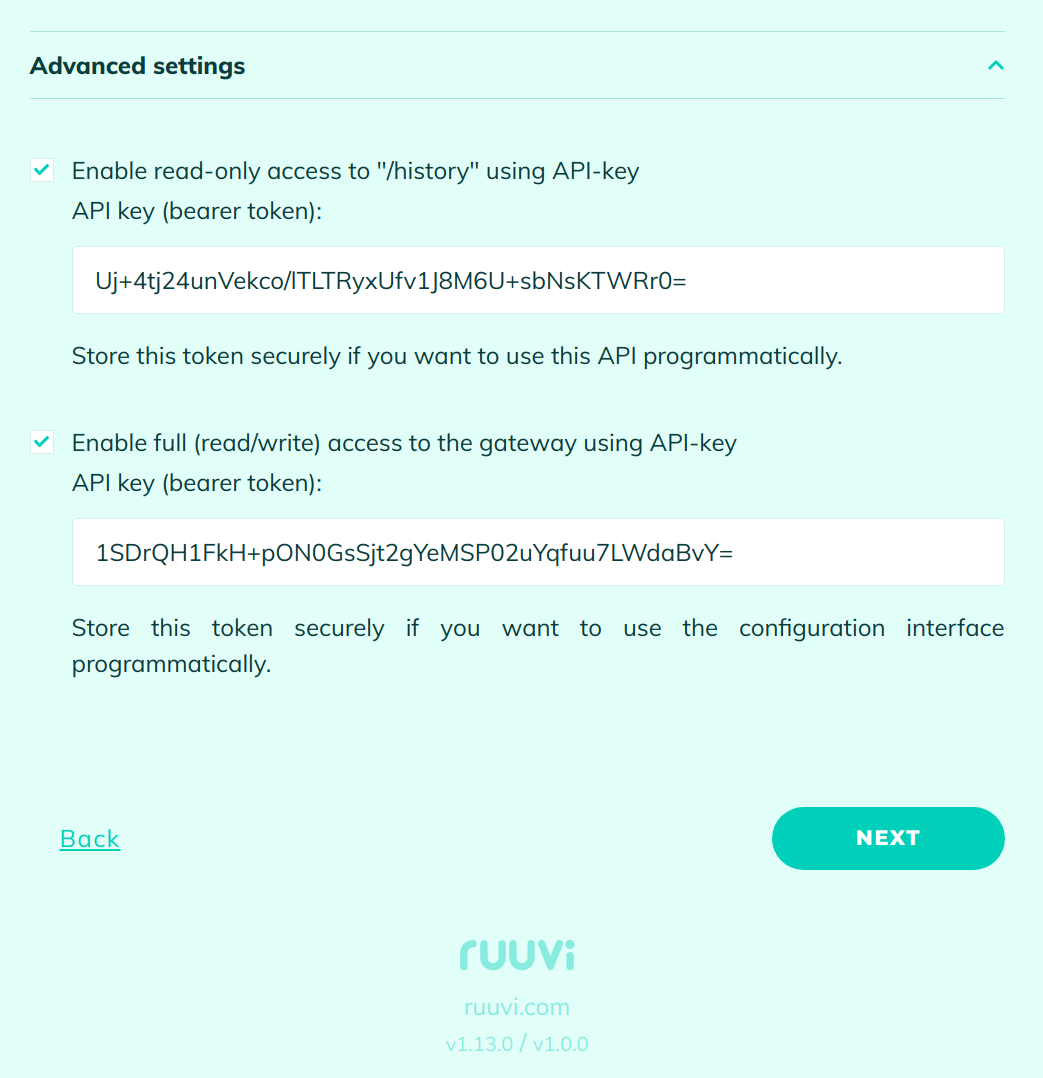 Advanced settings
Enable read-only access to "/history" using API-key
API key (bearer token):
Uj+4tj24unVekco/lTLTRyxUfv1J8M6U+sbNsKTWRr0=
Store this token securely if you want to use this API programmatically.
Enable full (read/write) access to the gateway using API-key
API key (bearer token):
1SDrQH1FkH+pON0GsSjt2gYeMSP02uYqfuu7LWdaBvY=
Store this token securely if you want to use the configuration interface
programmatically.
Back
NEXT
ruuvi
ruuvi.com
v1.13.0 / v1.0.0